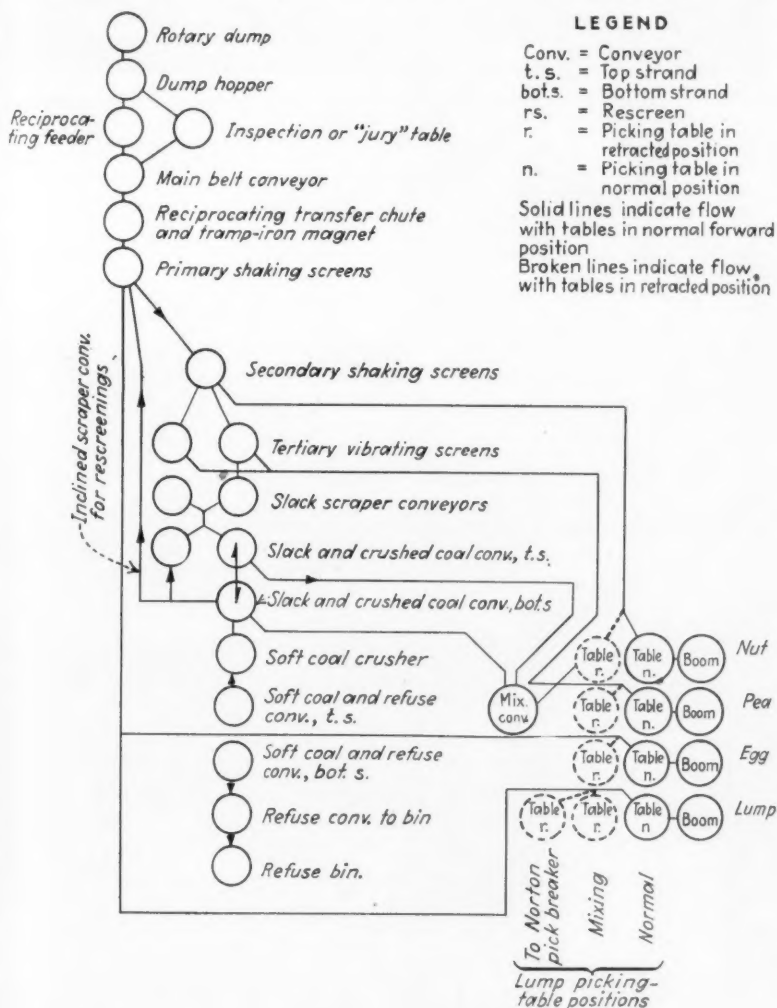 Rotary dump
Dump hopper
Reciproca-
ting feeder
Inspection or "jury" table
Main belt conveyor
Reciprocating transfer chute
and tramp-iron magnet
Primary shaking screens
LEGEND
Conv. = Conveyor
t.s. = Top strand
bot.s. = Bottom strand
rs. = Rescreen
r. = Picking table in
retracted position
n. = Picking table in
normal position
Solid lines indicate flow
with tables in normal forward
position
Broken lines indicate flow
with tables in retracted position
Inclined scraper conv.
for rescreenings
Secondary shaking screens
Tertiary vibrating screens
Slack scraper conveyors
Slack and crushed coal conv., t.s.
Slack and crushed coal conv., bot.s
Soft coal crusher
Soft coal and refuse
conv., t.s.
Soft coal and refuse
conv., bot. s.
Refuse conv. to bin
Refuse bin.
Mix.
conv.
Table
r.
Table
n.
Boom
Nut
Table
r.
Table
n.
Boom
Pea
Table
r.
Table
n.
Boom
Egg
Table
r.
Table
r.
Table
n
Boom
Lump
To Norton
pick breaker
Mixing
Normal
Lump picking-
table positions